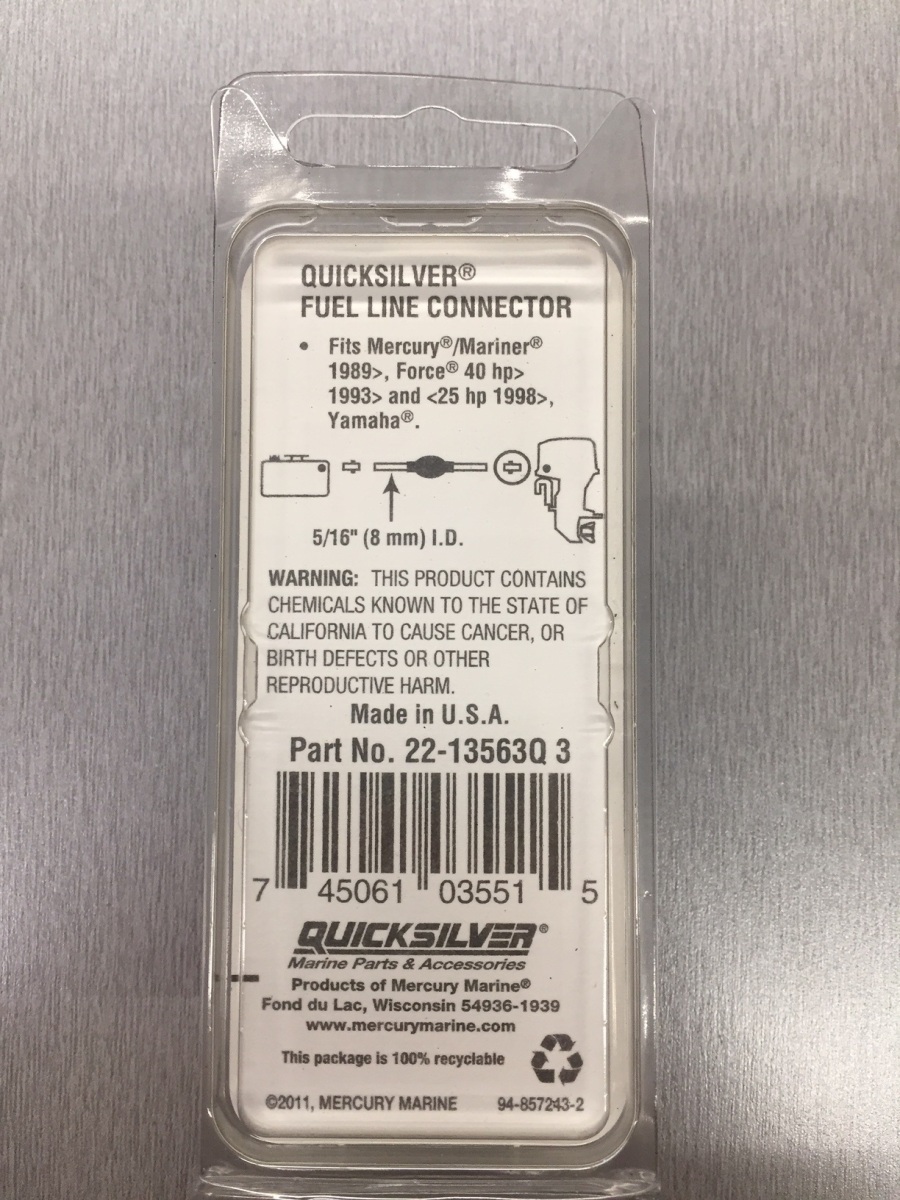 QUICKSILVER®
FUEL LINE CONNECTOR
• Fits Mercury®/Mariner®
1989>, Force® 40 hp>
1993> and <25 hp 1998>,
Yamaha®.
5/16" (8 mm) I.D.
WARNING: THIS PRODUCT CONTAINS
CHEMICALS KNOWN TO THE STATE OF
CALIFORNIA TO CAUSE CANCER, OR
BIRTH DEFECTS OR OTHER
REPRODUCTIVE HARM.
Made in U.S.A.
Part No. 22-13563Q 3
7 45061 03551 5
QUICKSILVER®
Marine Parts & Accessories
Products of Mercury Marine®
Fond du Lac, Wisconsin 54936-1939
www.mercurymarine.com
This package is 100% recyclable
©2011, MERCURY MARINE 94-857243-2